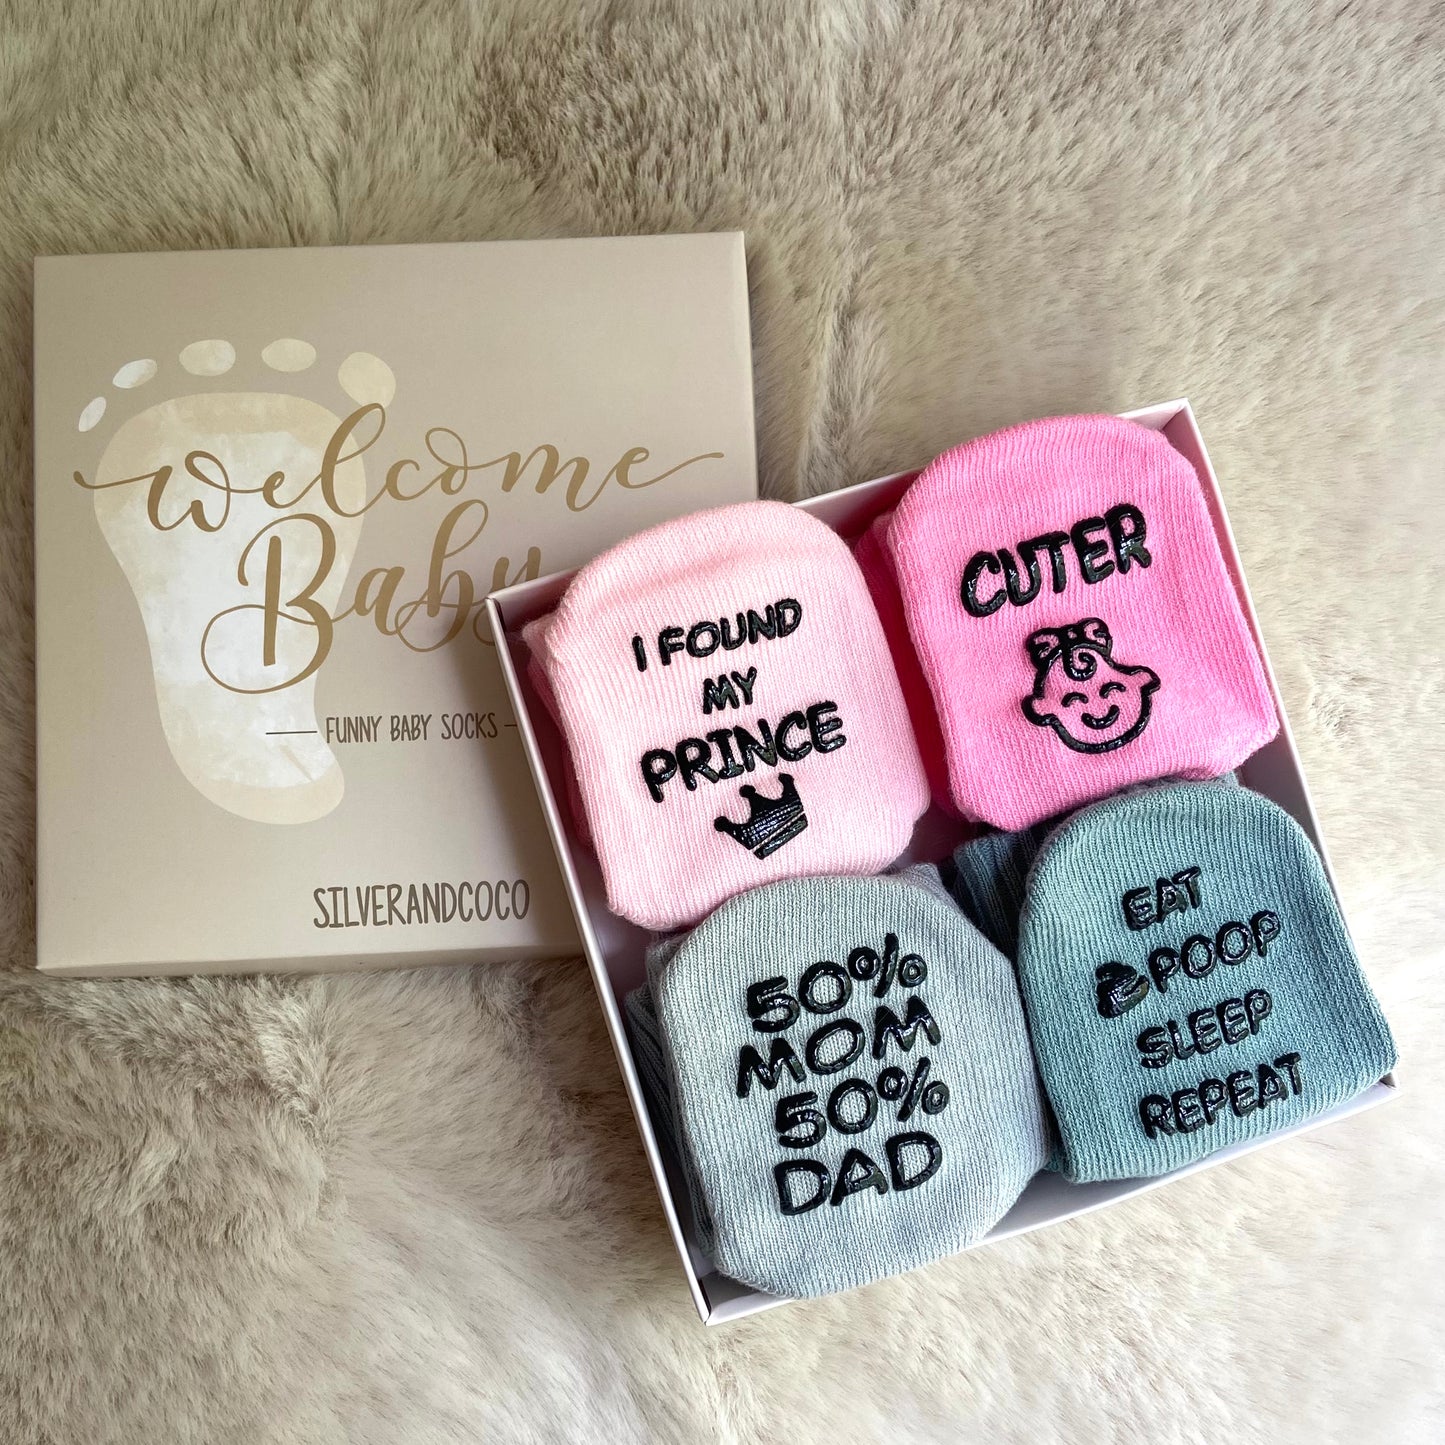 welcome
Baby
FUNNY BABY SOCKS
SILVERANDCOCO
I FOUND
MY
PRINCE
CUTER
50%
MOM
50%
DAD
EAT
POOP
SLEEP
REPEAT